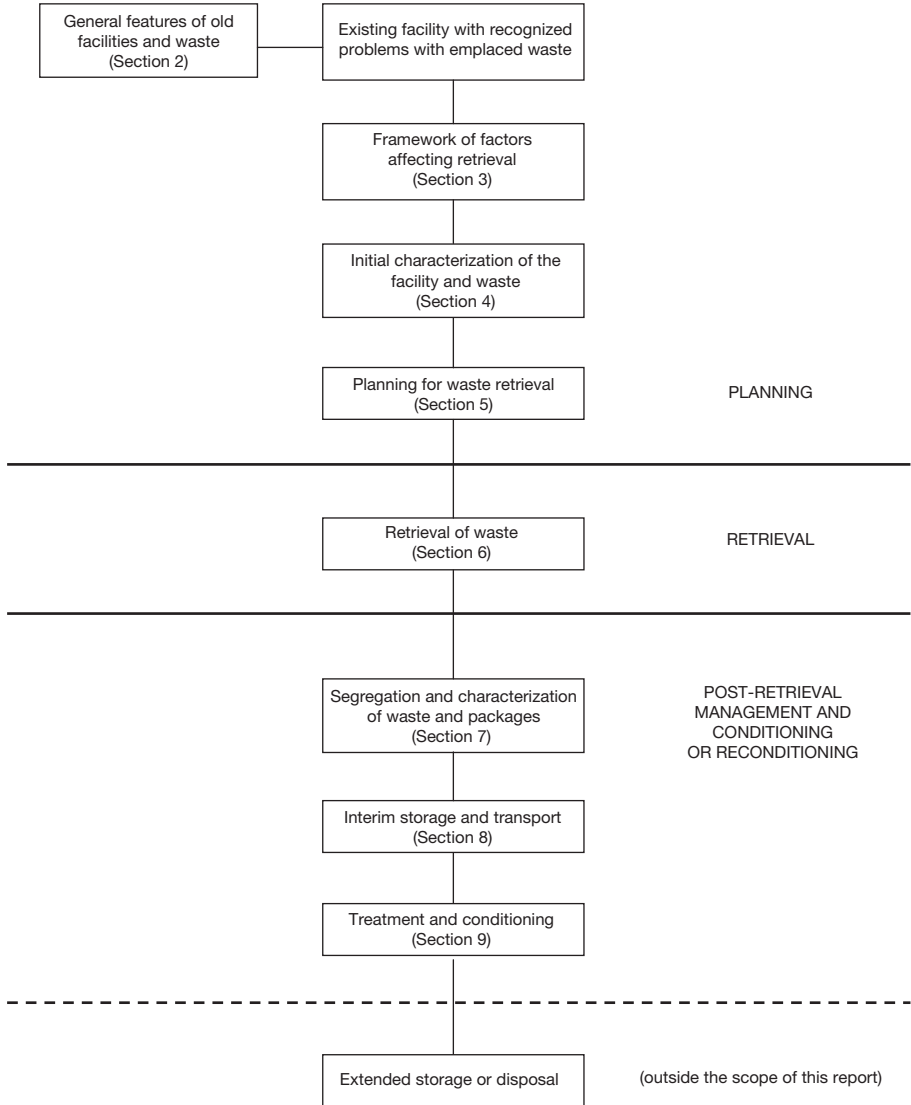 General features of old
facilities and waste
(Section 2)
Existing facility with recognized
problems with emplaced waste
Framework of factors
affecting retrieval
(Section 3)
Initial characterization of the
facility and waste
(Section 4)
Planning for waste retrieval
(Section 5)
PLANNING
Retrieval of waste
(Section 6)
RETRIEVAL
Segregation and characterization
of waste and packages
(Section 7)
POST-RETRIEVAL
MANAGEMENT AND
CONDITIONING
OR RECONDITIONING
Interim storage and transport
(Section 8)
Treatment and conditioning
(Section 9)
Extended storage or disposal
(outside the scope of this report)